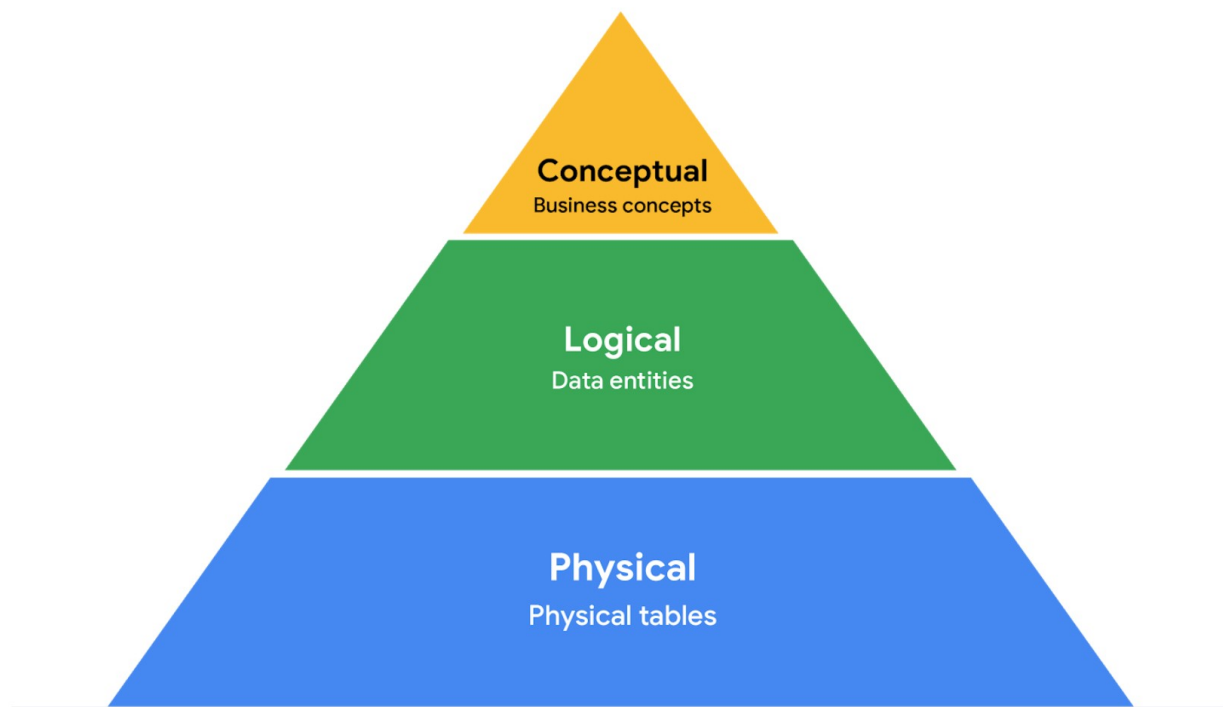 Conceptual
Business concepts
Logical
Data entities
Physical
Physical tables